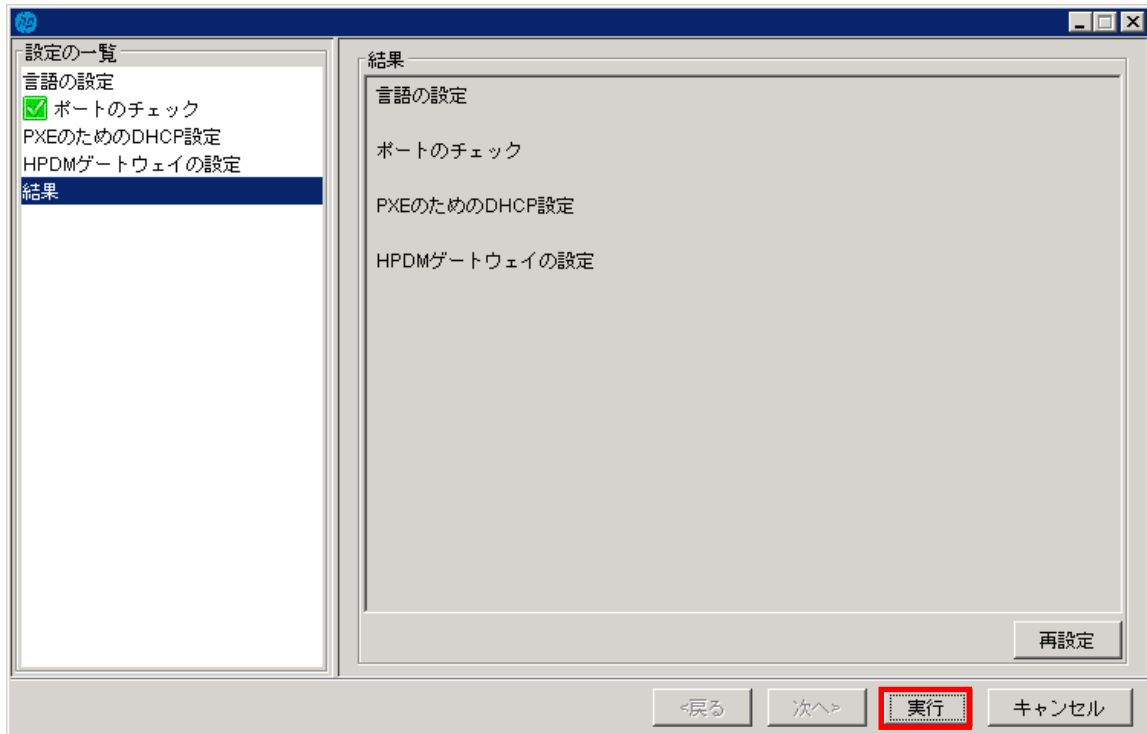 設定の一覧
言語の設定
ポートのチェック
PXEのためのDHCP設定
HPDMゲートウェイの設定
結果
結果
言語の設定
ポートのチェック
PXEのためのDHCP設定
HPDMゲートウェイの設定
再設定
<戻る 次へ> 実行 キャンセル